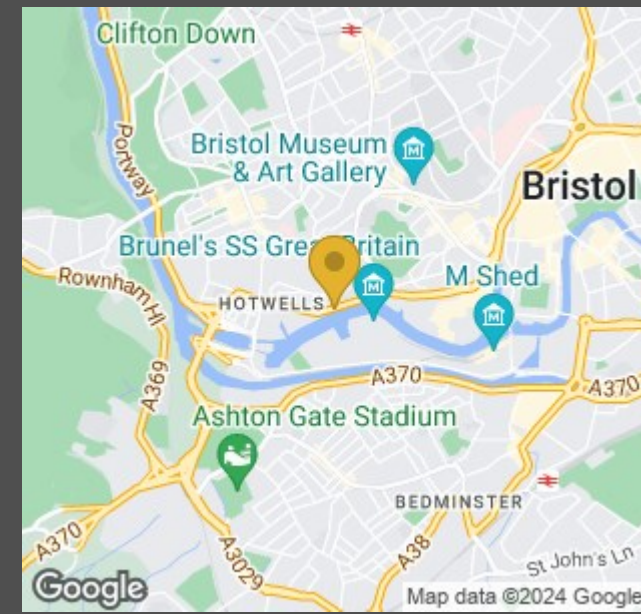 Clifton Down
Portway
Bristol Museum
& Art Gallery
Bristol
Brunel's SS Great Britain
M Shed
Rownham Hl
HOTWELLS
A369
A370
A370
Ashton Gate Stadium
BEDMINSTER
A370
A3029
A38
St John's Ln
Google
Map data ©2024 Google